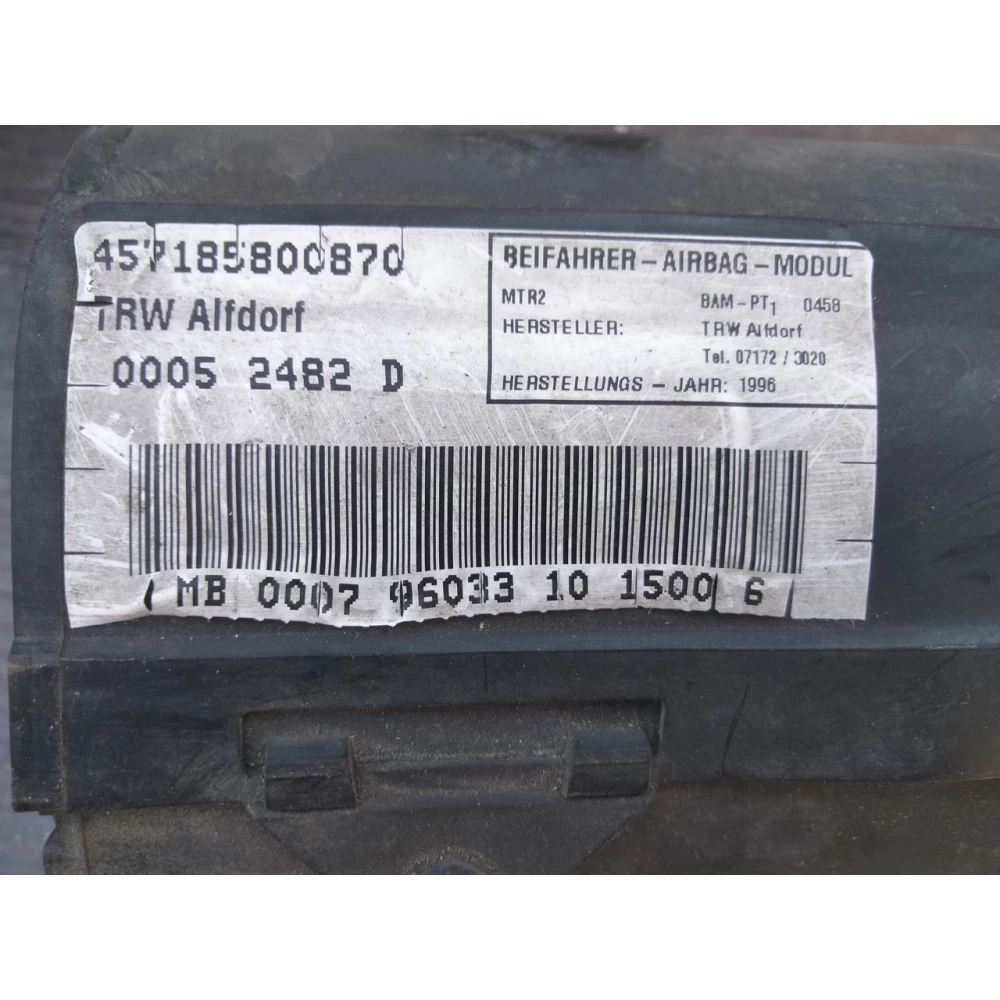 457185800870
TRW Alfdorf
0005 2482 D
BEIFAHRER – AIRBAG – MODUL
MTR2 BAM – PT1 0458
HERSTELLER: TRW Alfdorf
Tel. 07172 / 3020
HERSTELLUNGS – JAHR: 1996
MB 0007 96033 10 1500 6